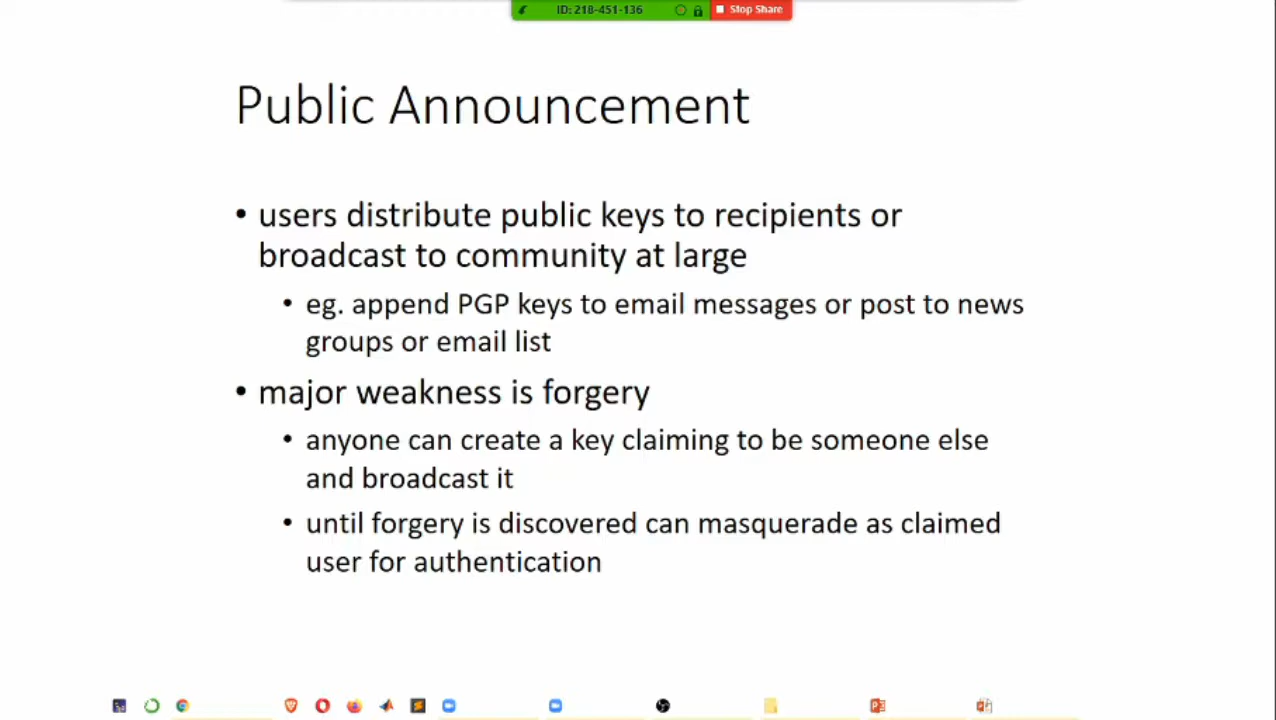 ID: 218-451-136 Stop Share
Public Announcement
• users distribute public keys to recipients or
broadcast to community at large
• eg. append PGP keys to email messages or post to news
groups or email list
• major weakness is forgery
• anyone can create a key claiming to be someone else
and broadcast it
• until forgery is discovered can masquerade as claimed
user for authentication